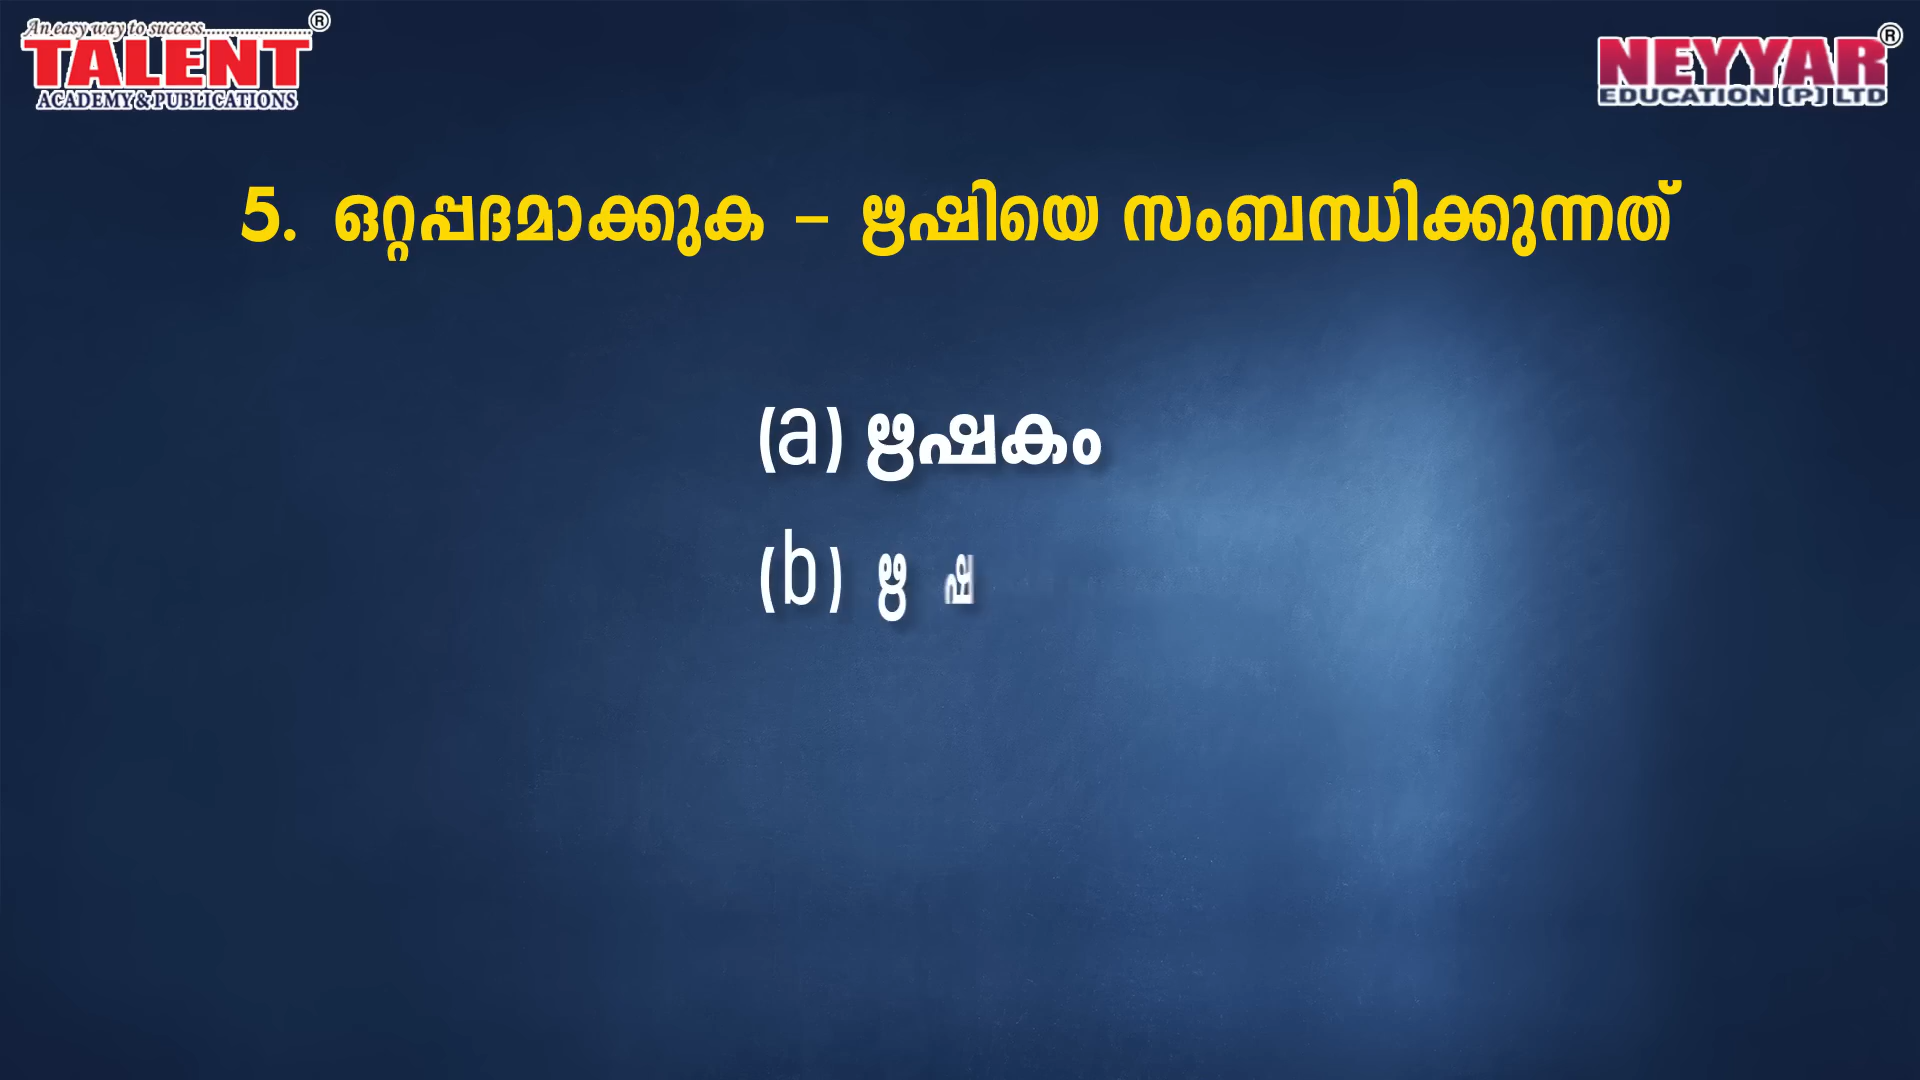 An easy way to success........................
TALENT
ACADEMY & PUBLICATIONS
NEYYAR
EDUCATION (P) LTD
5. ഒറ്റപ്പദമാക്കുക – ഋഷിയെ സംബന്ധിക്കുന്നത്
(a) ഋഷകം
(b) ഋ ഷ